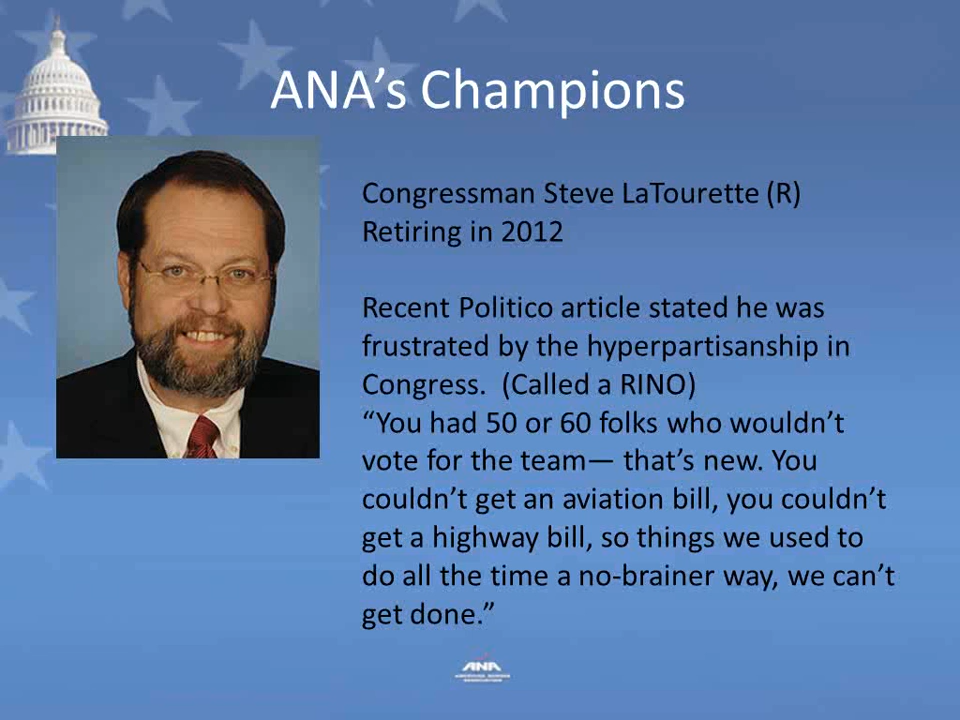 ANA’s Champions
Congressman Steve LaTourette (R)
Retiring in 2012
Recent Politico article stated he was
frustrated by the hyperpartisanship in
Congress.  (Called a RINO)
“You had 50 or 60 folks who wouldn’t
vote for the team— that’s new. You
couldn’t get an aviation bill, you couldn’t
get a highway bill, so things we used to
do all the time a no-brainer way, we can’t
get done.”
ANA
AMERICAN NURSES
ASSOCIATION